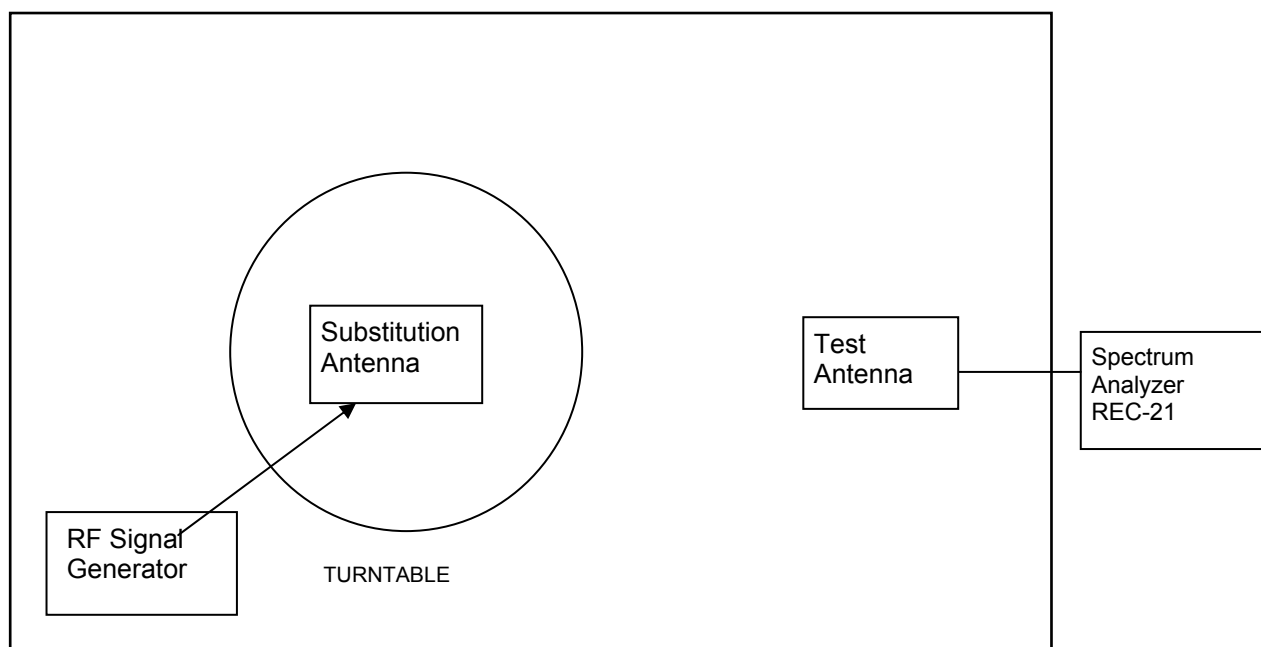 Substitution
Antenna
Test
Antenna
Spectrum
Analyzer
REC-21
RF Signal
Generator
TURNTABLE